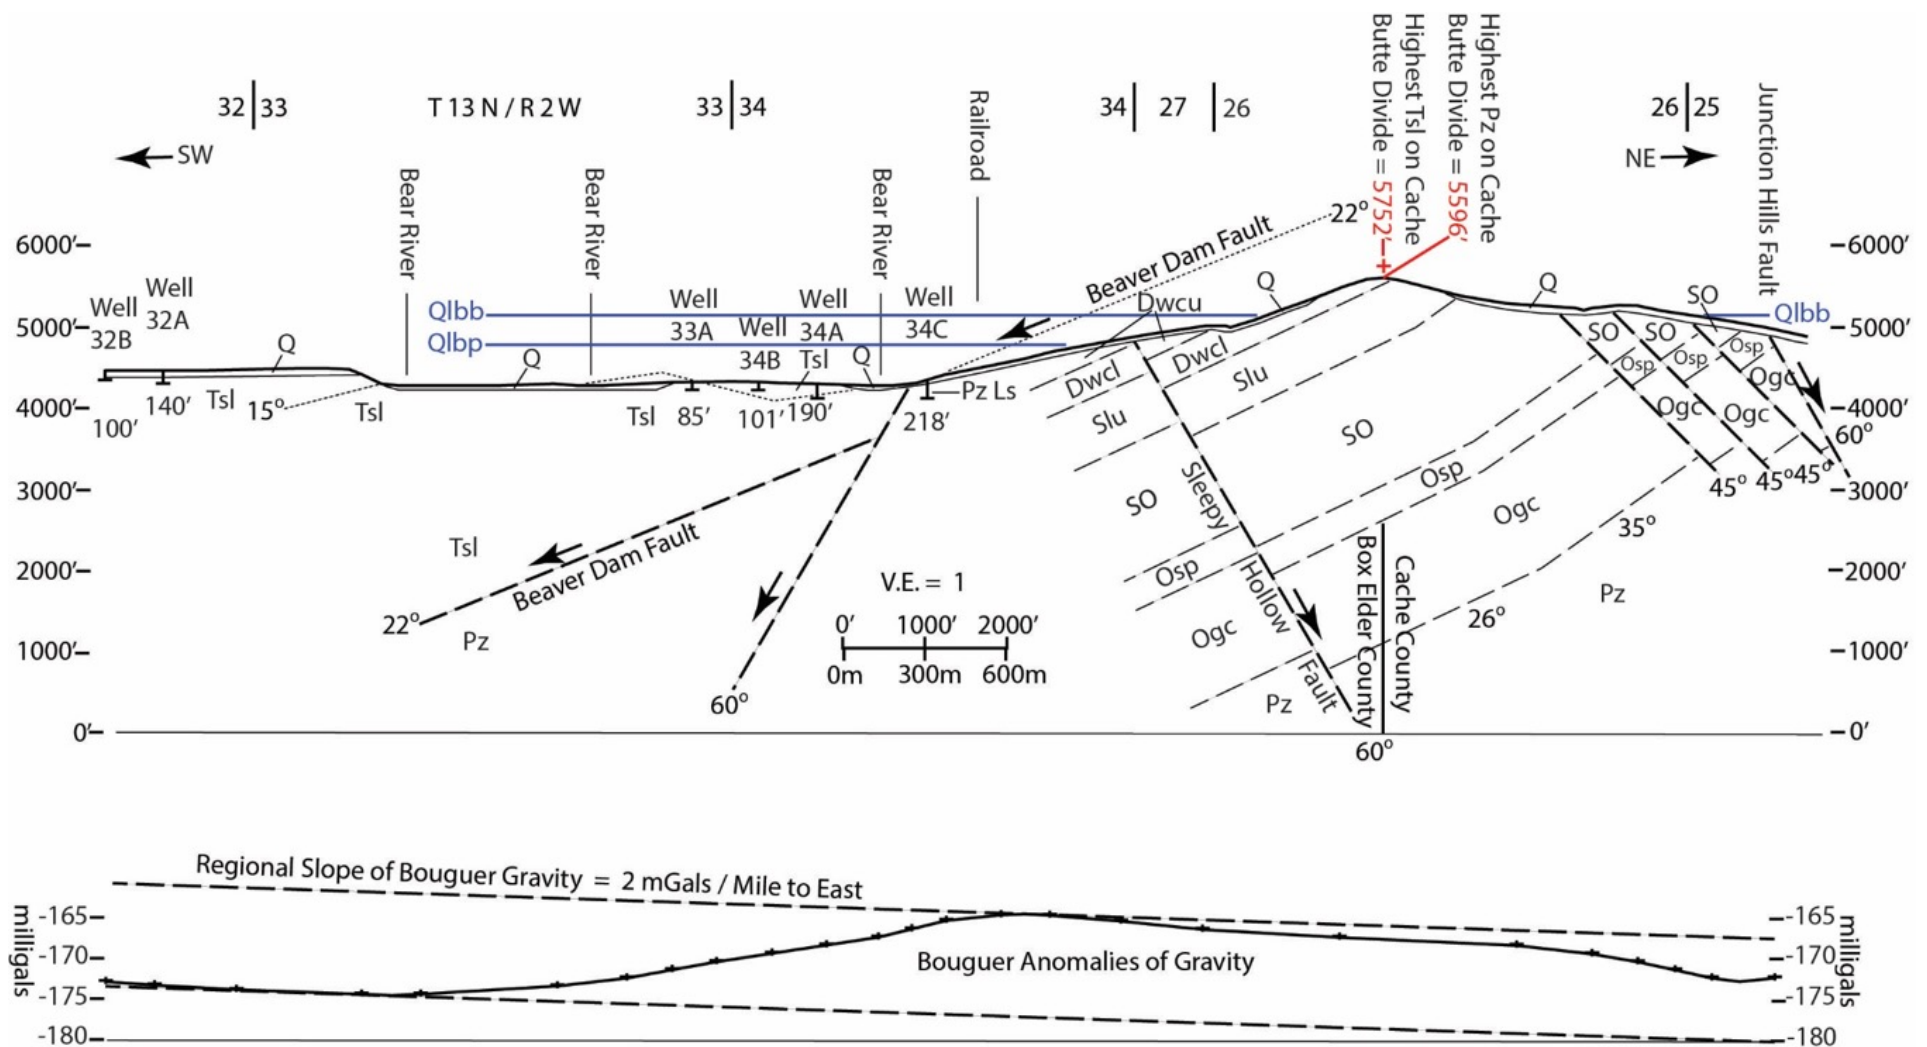 Highest Tsl on Cache
Butte Divide = 5752'
Highest Pz on Cache
Butte Divide = 5596'
32 33
T 13 N / R 2 W
33 34
Railroad
34 27 26
26 25
Junction Hills Fault
SW
NE
Bear River
Bear River
Bear River
Beaver Dam Fault
22°
6000'
6000'
Well
32B
Well
32A
Qlbb
Qlbp
Well
33A
Well
34B
Well
34A
Well
34C
Dwcu
Q
Q
SO
Qlbb
5000'
5000'
Q
Q
Tsl
Q
Pz Ls
Dwcl
Dwcl
Slu
Slu
SO
SO
Osp
Osp
Osp
Ogc
Ogc
Ogc
4000'
4000'
100'
140'
Tsl
15°
Tsl
Tsl
85'
101'
190'
218'
SO
SO
60°
45°
45°
45°
3000'
3000'
Sleepy
Hollow
Fault
Osp
Osp
Ogc
Ogc
35°
26°
Tsl
Beaver Dam Fault
22°
Pz
60°
2000'
2000'
V.E. = 1
0' 1000' 2000'
0m 300m 600m
Box Elder County
Cache County
Pz
Pz
1000'
1000'
0'
0'
60°
Regional Slope of Bouguer Gravity = 2 mGals / Mile to East
milligals
-165
-170
-175
-180
Bouguer Anomalies of Gravity
-165
-170
-175
-180
milligals